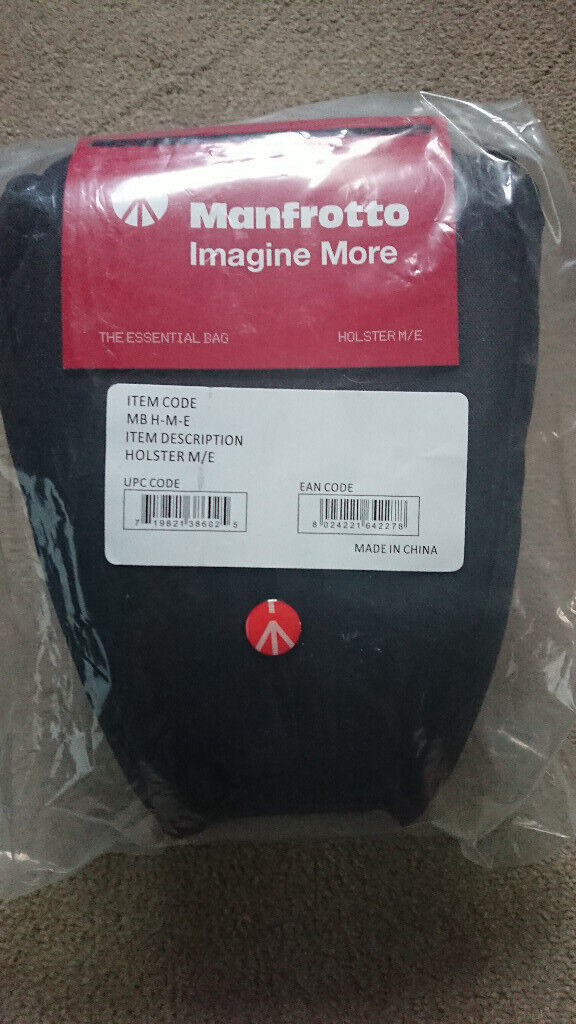 Manfrotto
Imagine More
THE ESSENTIAL BAG HOLSTER M/E
ITEM CODE
MB H-M-E
ITEM DESCRIPTION
HOLSTER M/E
UPC CODE EAN CODE
7 19821 38602 5 8 024221 642278
MADE IN CHINA